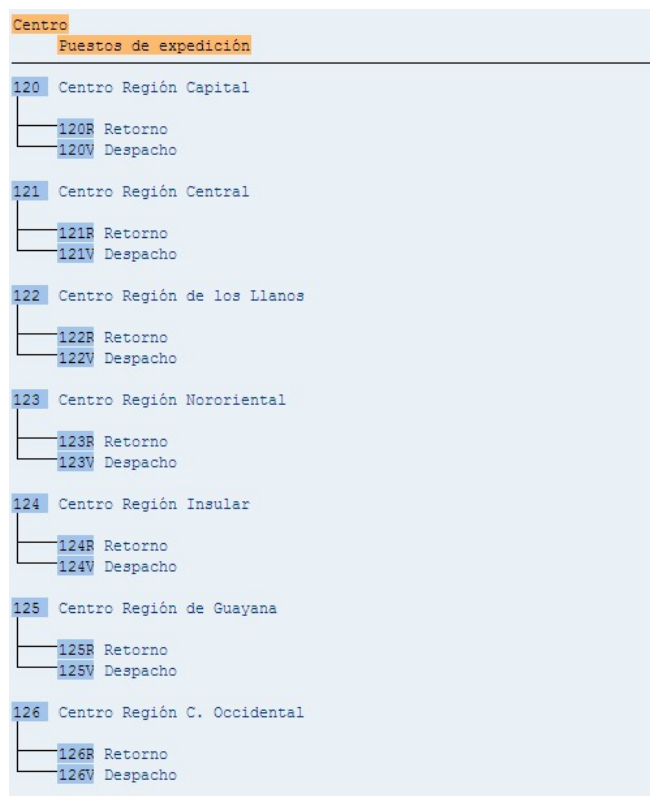 Centro
Puestos de expedición
120 Centro Región Capital
120R Retorno
120V Despacho
121 Centro Región Central
121R Retorno
121V Despacho
122 Centro Región de los Llanos
122R Retorno
122V Despacho
123 Centro Región Nororiental
123R Retorno
123V Despacho
124 Centro Región Insular
124R Retorno
124V Despacho
125 Centro Región de Guayana
125R Retorno
125V Despacho
126 Centro Región C. Occidental
126R Retorno
126V Despacho